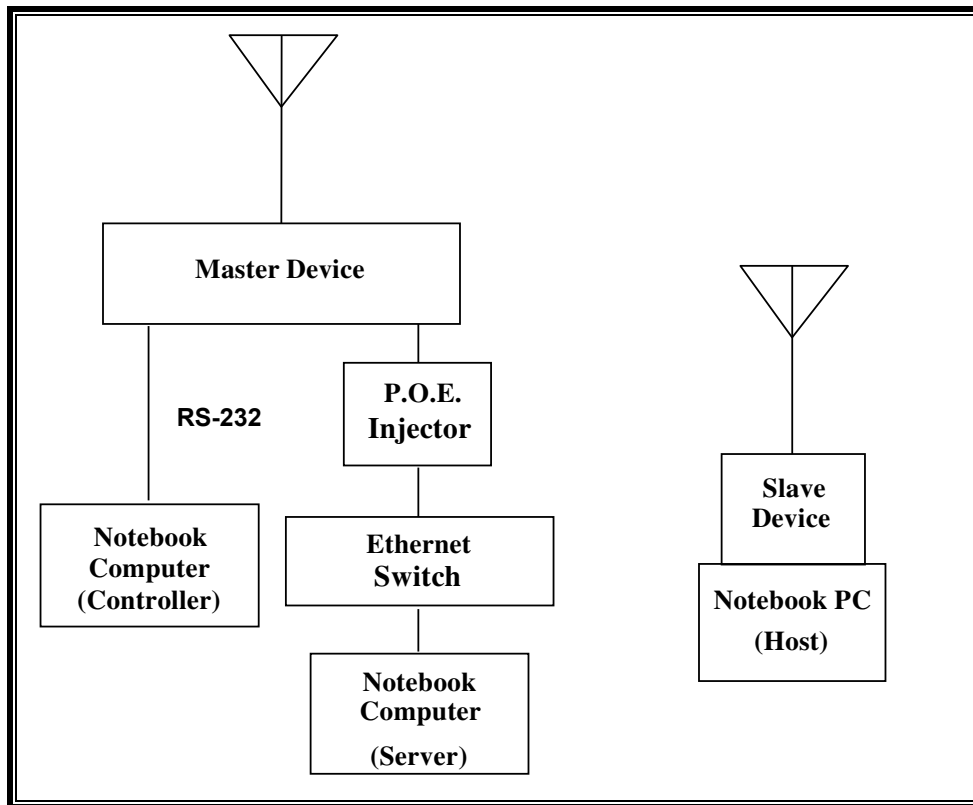 Master Device
RS-232
P.O.E.
Injector
Notebook
Computer
(Controller)
Ethernet
Switch
Notebook
Computer
(Server)
Slave
Device
Notebook PC
(Host)